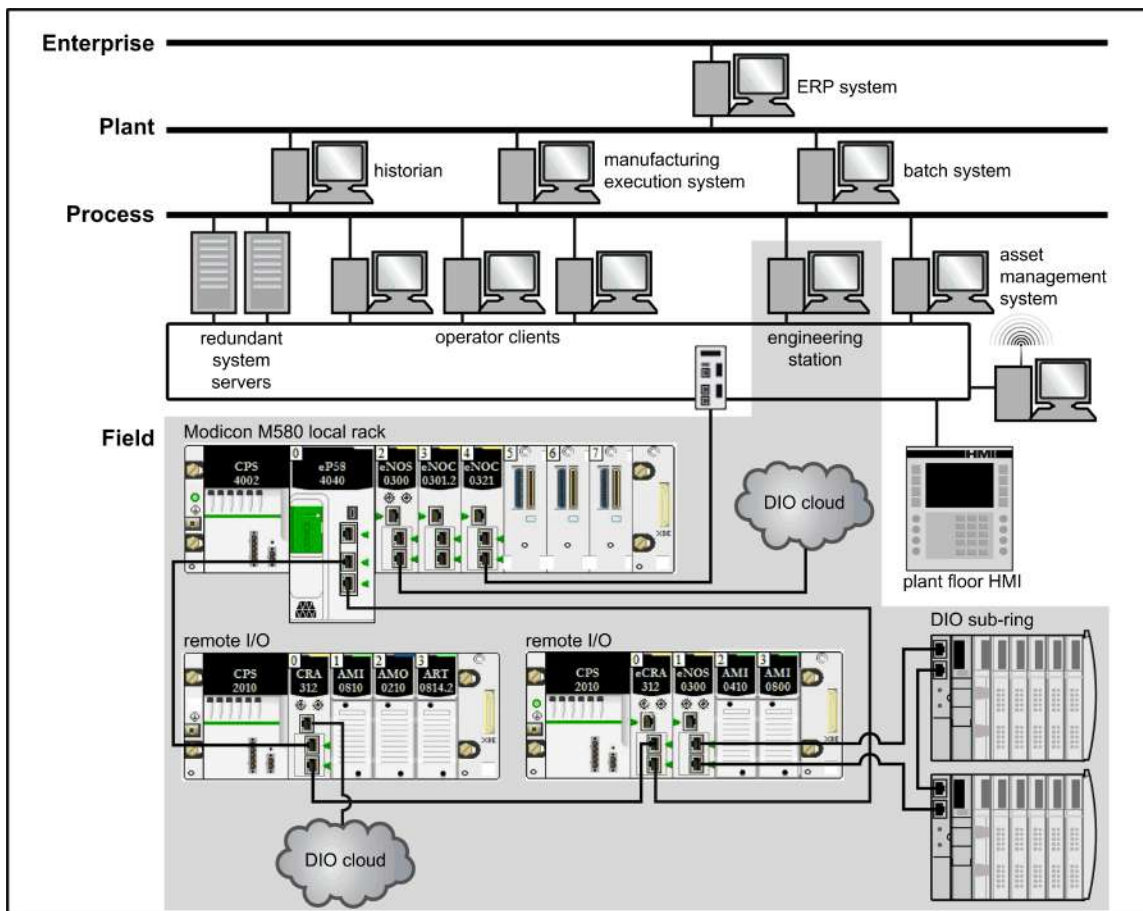 Enterprise
ERP system
Plant
historian
manufacturing
execution system
batch system
Process
asset
management
system
redundant
system
servers
operator clients
engineering
station
Field
Modicon M580 local rack
CPS
4002
0
eP58
4040
2
eNOS
0300
3
eNOC
0301.2
4
eNOC
0321
5
6
7
DIO cloud
HMI
plant floor HMI
DIO sub-ring
remote I/O
CPS
2010
0
CRA
312
1
AMI
0810
2
AMO
0210
3
ART
0814.2
remote I/O
CPS
2010
0
eCRA
312
1
eNOS
0300
2
AMI
0410
3
AMI
0800
DIO cloud